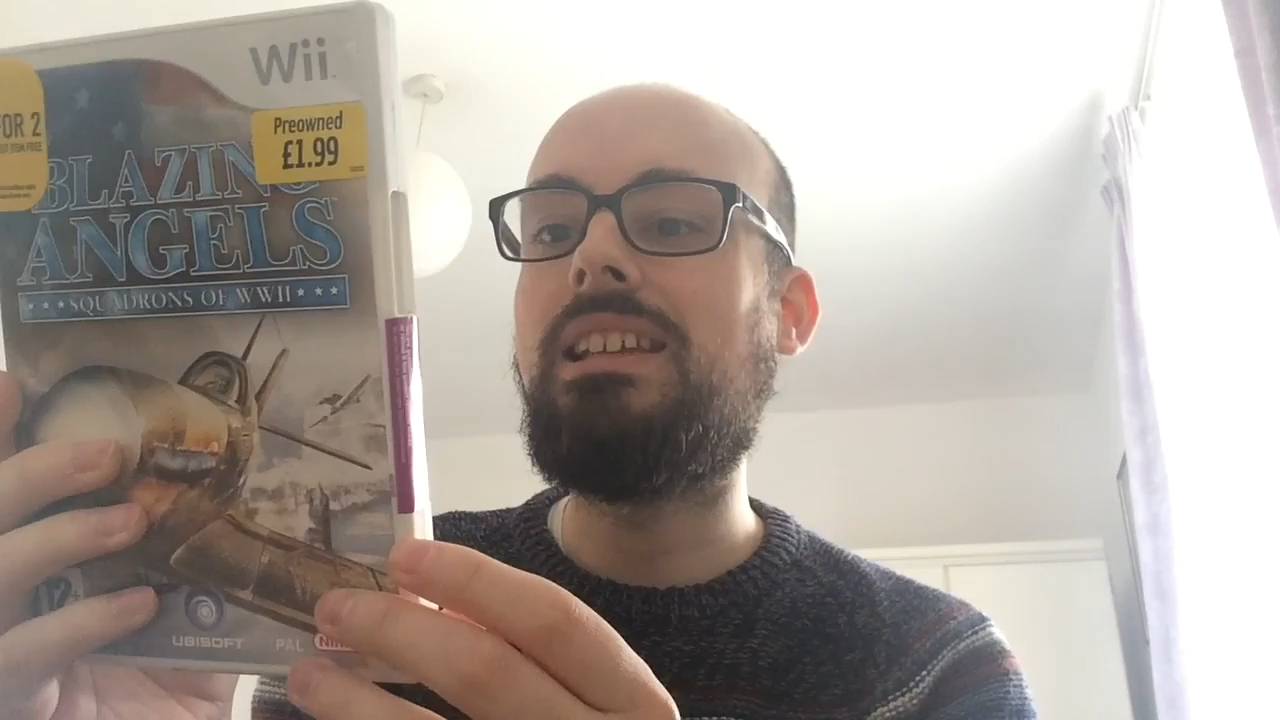 Wii
FOR 2
Preowned
£1.99
BLAZING
ANGELS
SQUADRONS OF WWII
12+
UBISOFT
PAL